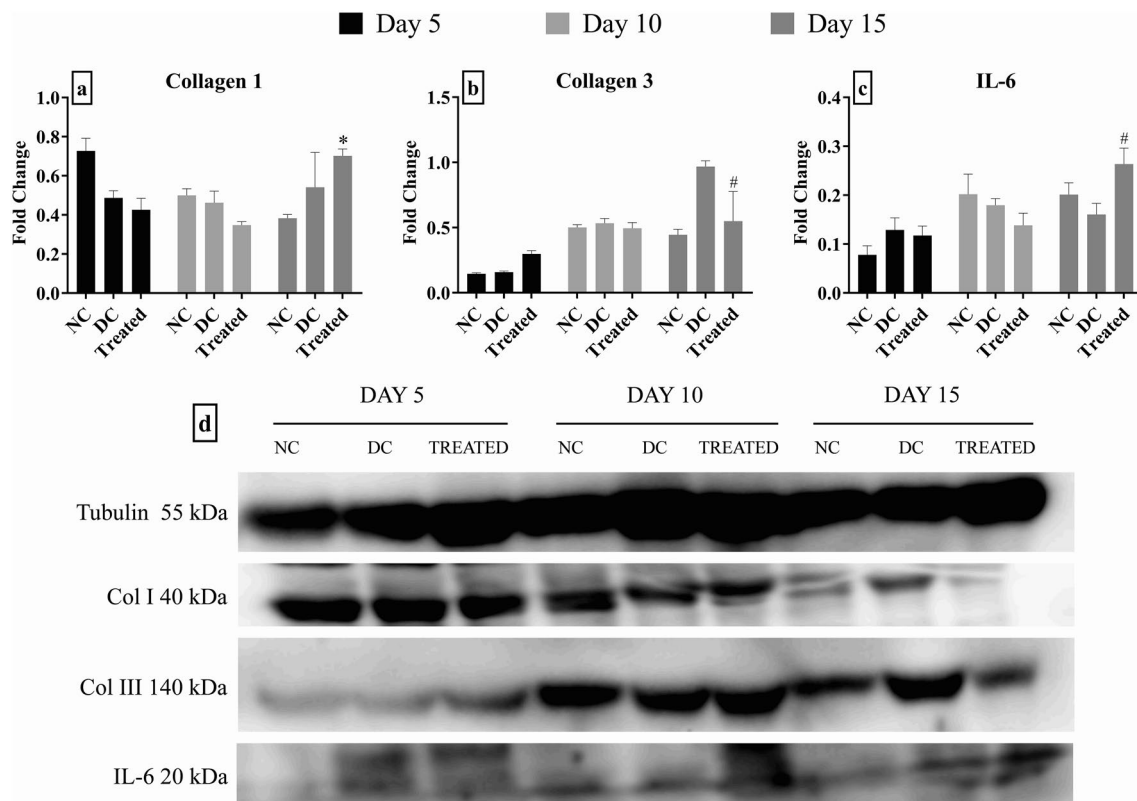 Day 5 Day 10 Day 15
a Collagen 1
Fold Change
1.0
0.8
0.6
0.4
0.2
0.0
*
NC DC Treated NC DC Treated NC DC Treated
b Collagen 3
Fold Change
1.5
1.0
0.5
0.0
#
NC DC Treated NC DC Treated NC DC Treated
c IL-6
Fold Change
0.4
0.3
0.2
0.1
0.0
#
NC DC Treated NC DC Treated NC DC Treated
d
DAY 5 DAY 10 DAY 15
NC DC TREATED NC DC TREATED NC DC TREATED
Tubulin 55 kDa
Col I 40 kDa
Col III 140 kDa
IL-6 20 kDa